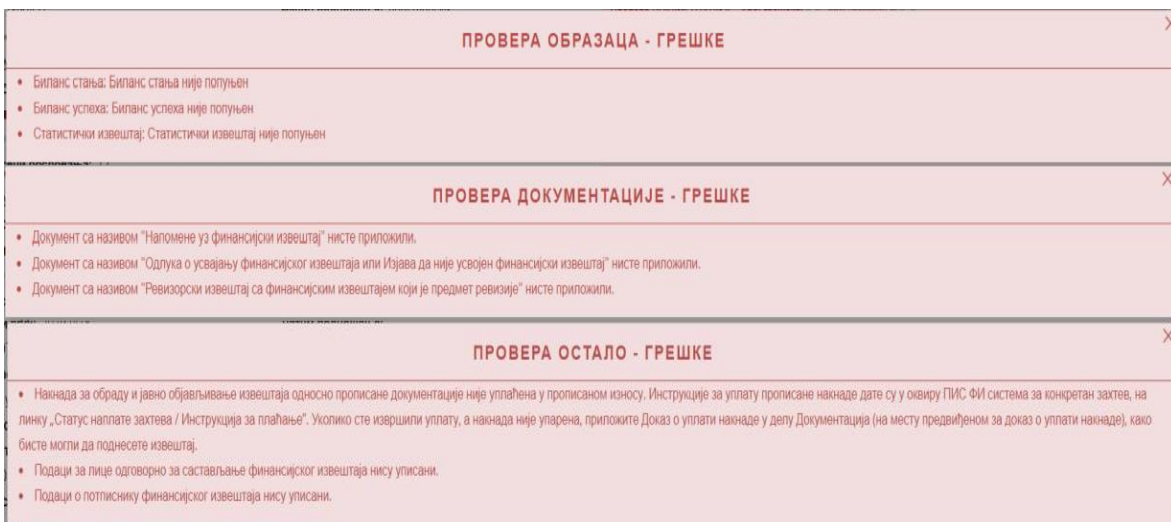 X
ПРОВЕРА ОБРАЗАЦА - ГРЕШКЕ
• Биланс стања: Биланс стања није попуњен
• Биланс успеха: Биланс успеха није попуњен
• Статистички извештај: Статистички извештај није попуњен
X
ПРОВЕРА ДОКУМЕНТАЦИЈЕ - ГРЕШКЕ
• Документ са називом "Напомене уз финансијски извештај" нисте приложили.
• Документ са називом "Одлука о усвајању финансијског извештаја или Изјава да није усвојен финансијски извештај" нисте приложили.
• Документ са називом "Ревизорски извештај са финансијским извештајем који је предмет ревизије" нисте приложили.
X
ПРОВЕРА ОСТАЛО - ГРЕШКЕ
• Накнада за обраду и јавно објављивање извештаја односно прописане документације није уплаћена у прописаном износу. Инструкције за уплату прописане накнаде дате су у оквиру ПИС ФИ система за конкретан захтев, на
линку „Статус наплате захтева / Инструкција за плаћање". Уколико сте извршили уплату, а накнада није упарена, приложите Доказ о уплати накнаде у делу Документација (на месту предвиђеном за доказ о уплати накнаде), како
бисте могли да поднесете извештај.
• Подаци за лице одговорно за састављање финансијског извештаја нису уписани.
• Подаци о потписнику финансијског извештаја нису уписани.